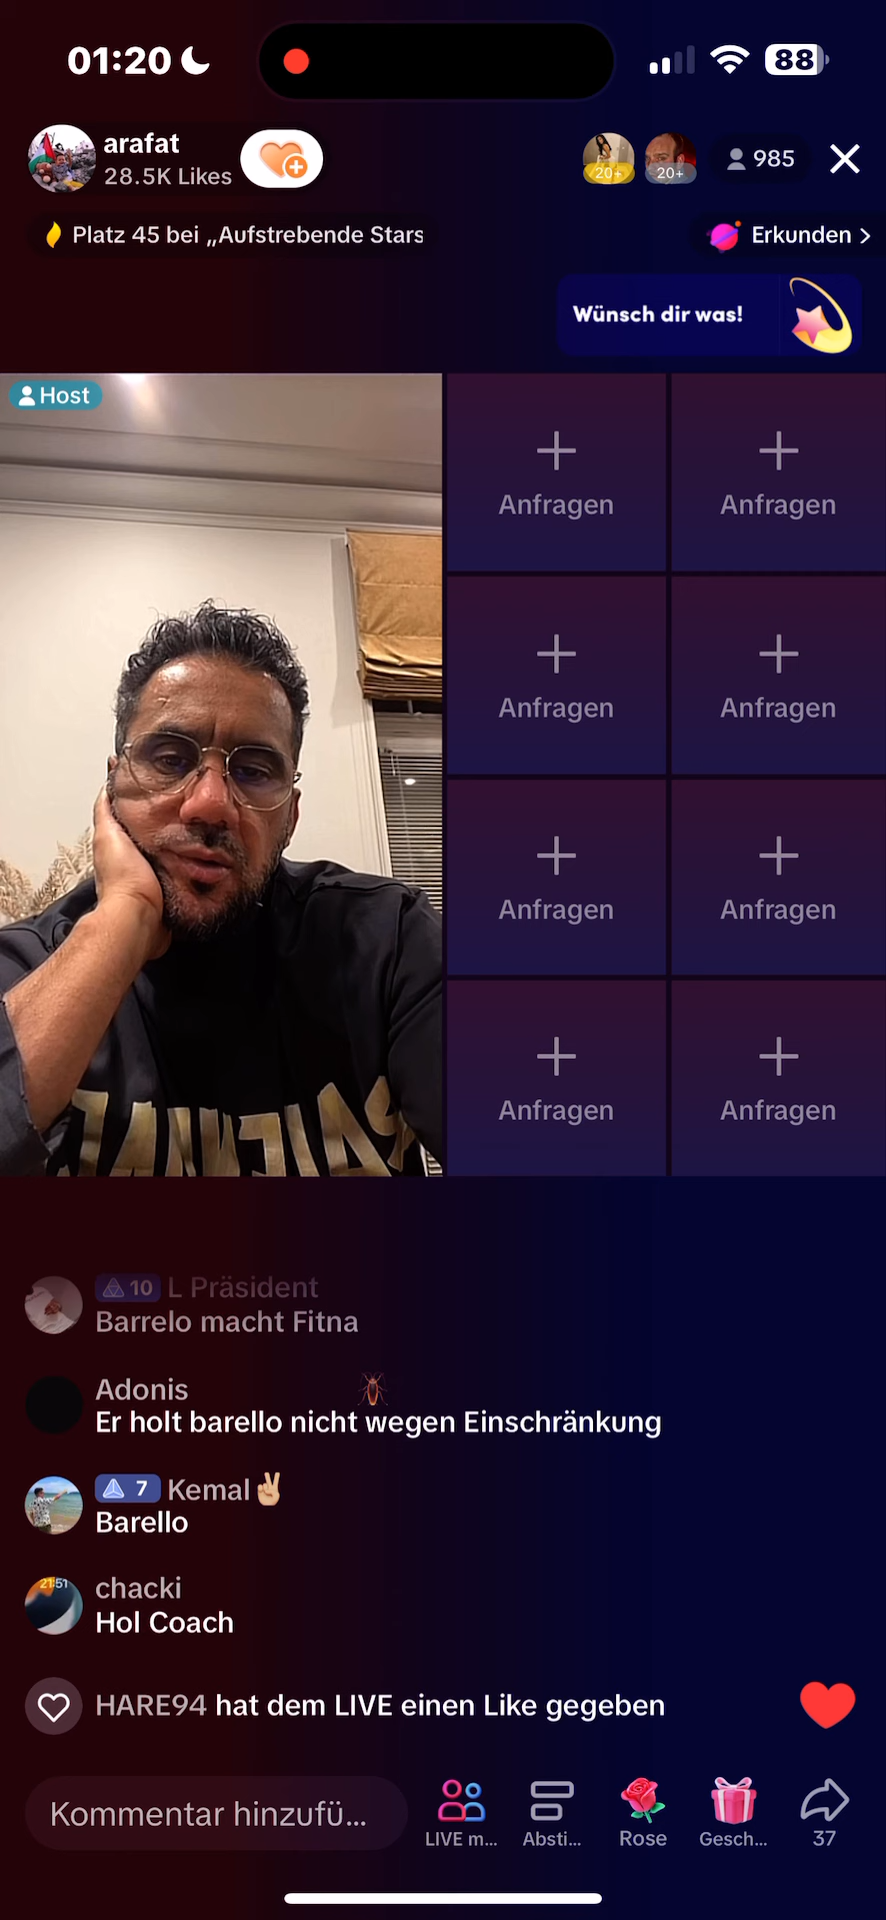 01:20
88
arafat
28.5K Likes
20+
20+
985
Platz 45 bei „Aufstrebende Stars
Erkunden >
Wünsch dir was!
Host
Anfragen
Anfragen
Anfragen
Anfragen
Anfragen
Anfragen
Anfragen
Anfragen
10 L Präsident
Barrelo macht Fitna
Adonis
Er holt barello nicht wegen Einschränkung
7 Kemal✌🏼
Barello
21:51
chacki
Hol Coach
HARE94 hat dem LIVE einen Like gegeben
Kommentar hinzufü...
LIVE m...
Absti...
Rose
Gesch...
37